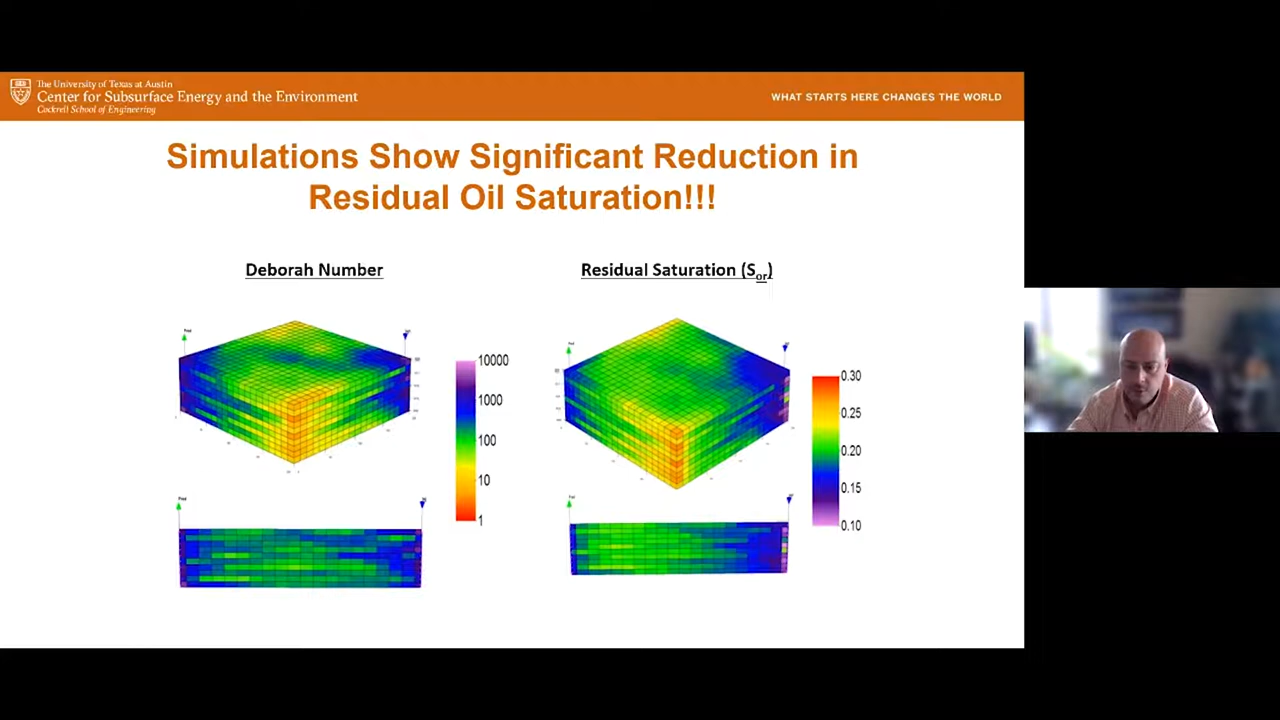 The University of Texas at Austin
Center for Subsurface Energy and the Environment
Cockrell School of Engineering
WHAT STARTS HERE CHANGES THE WORLD
Simulations Show Significant Reduction in
Residual Oil Saturation!!!
Deborah Number
Residual Saturation (Sor)
10000
1000
100
10
1
0.30
0.25
0.20
0.15
0.10